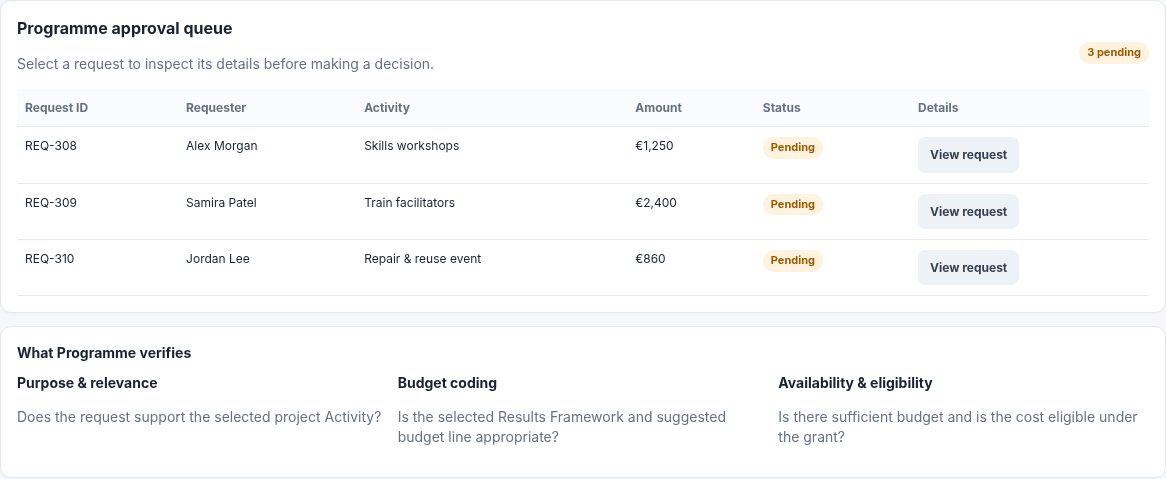 Programme approval queue
Select a request to inspect its details before making a decision.
3 pending
Request ID Requester Activity Amount Status Details
REQ-308 Alex Morgan Skills workshops €1,250 Pending View request
REQ-309 Samira Patel Train facilitators €2,400 Pending View request
REQ-310 Jordan Lee Repair & reuse event €860 Pending View request
What Programme verifies
Purpose & relevance
Does the request support the selected project Activity?
Budget coding
Is the selected Results Framework and suggested
budget line appropriate?
Availability & eligibility
Is there sufficient budget and is the cost eligible under
the grant?